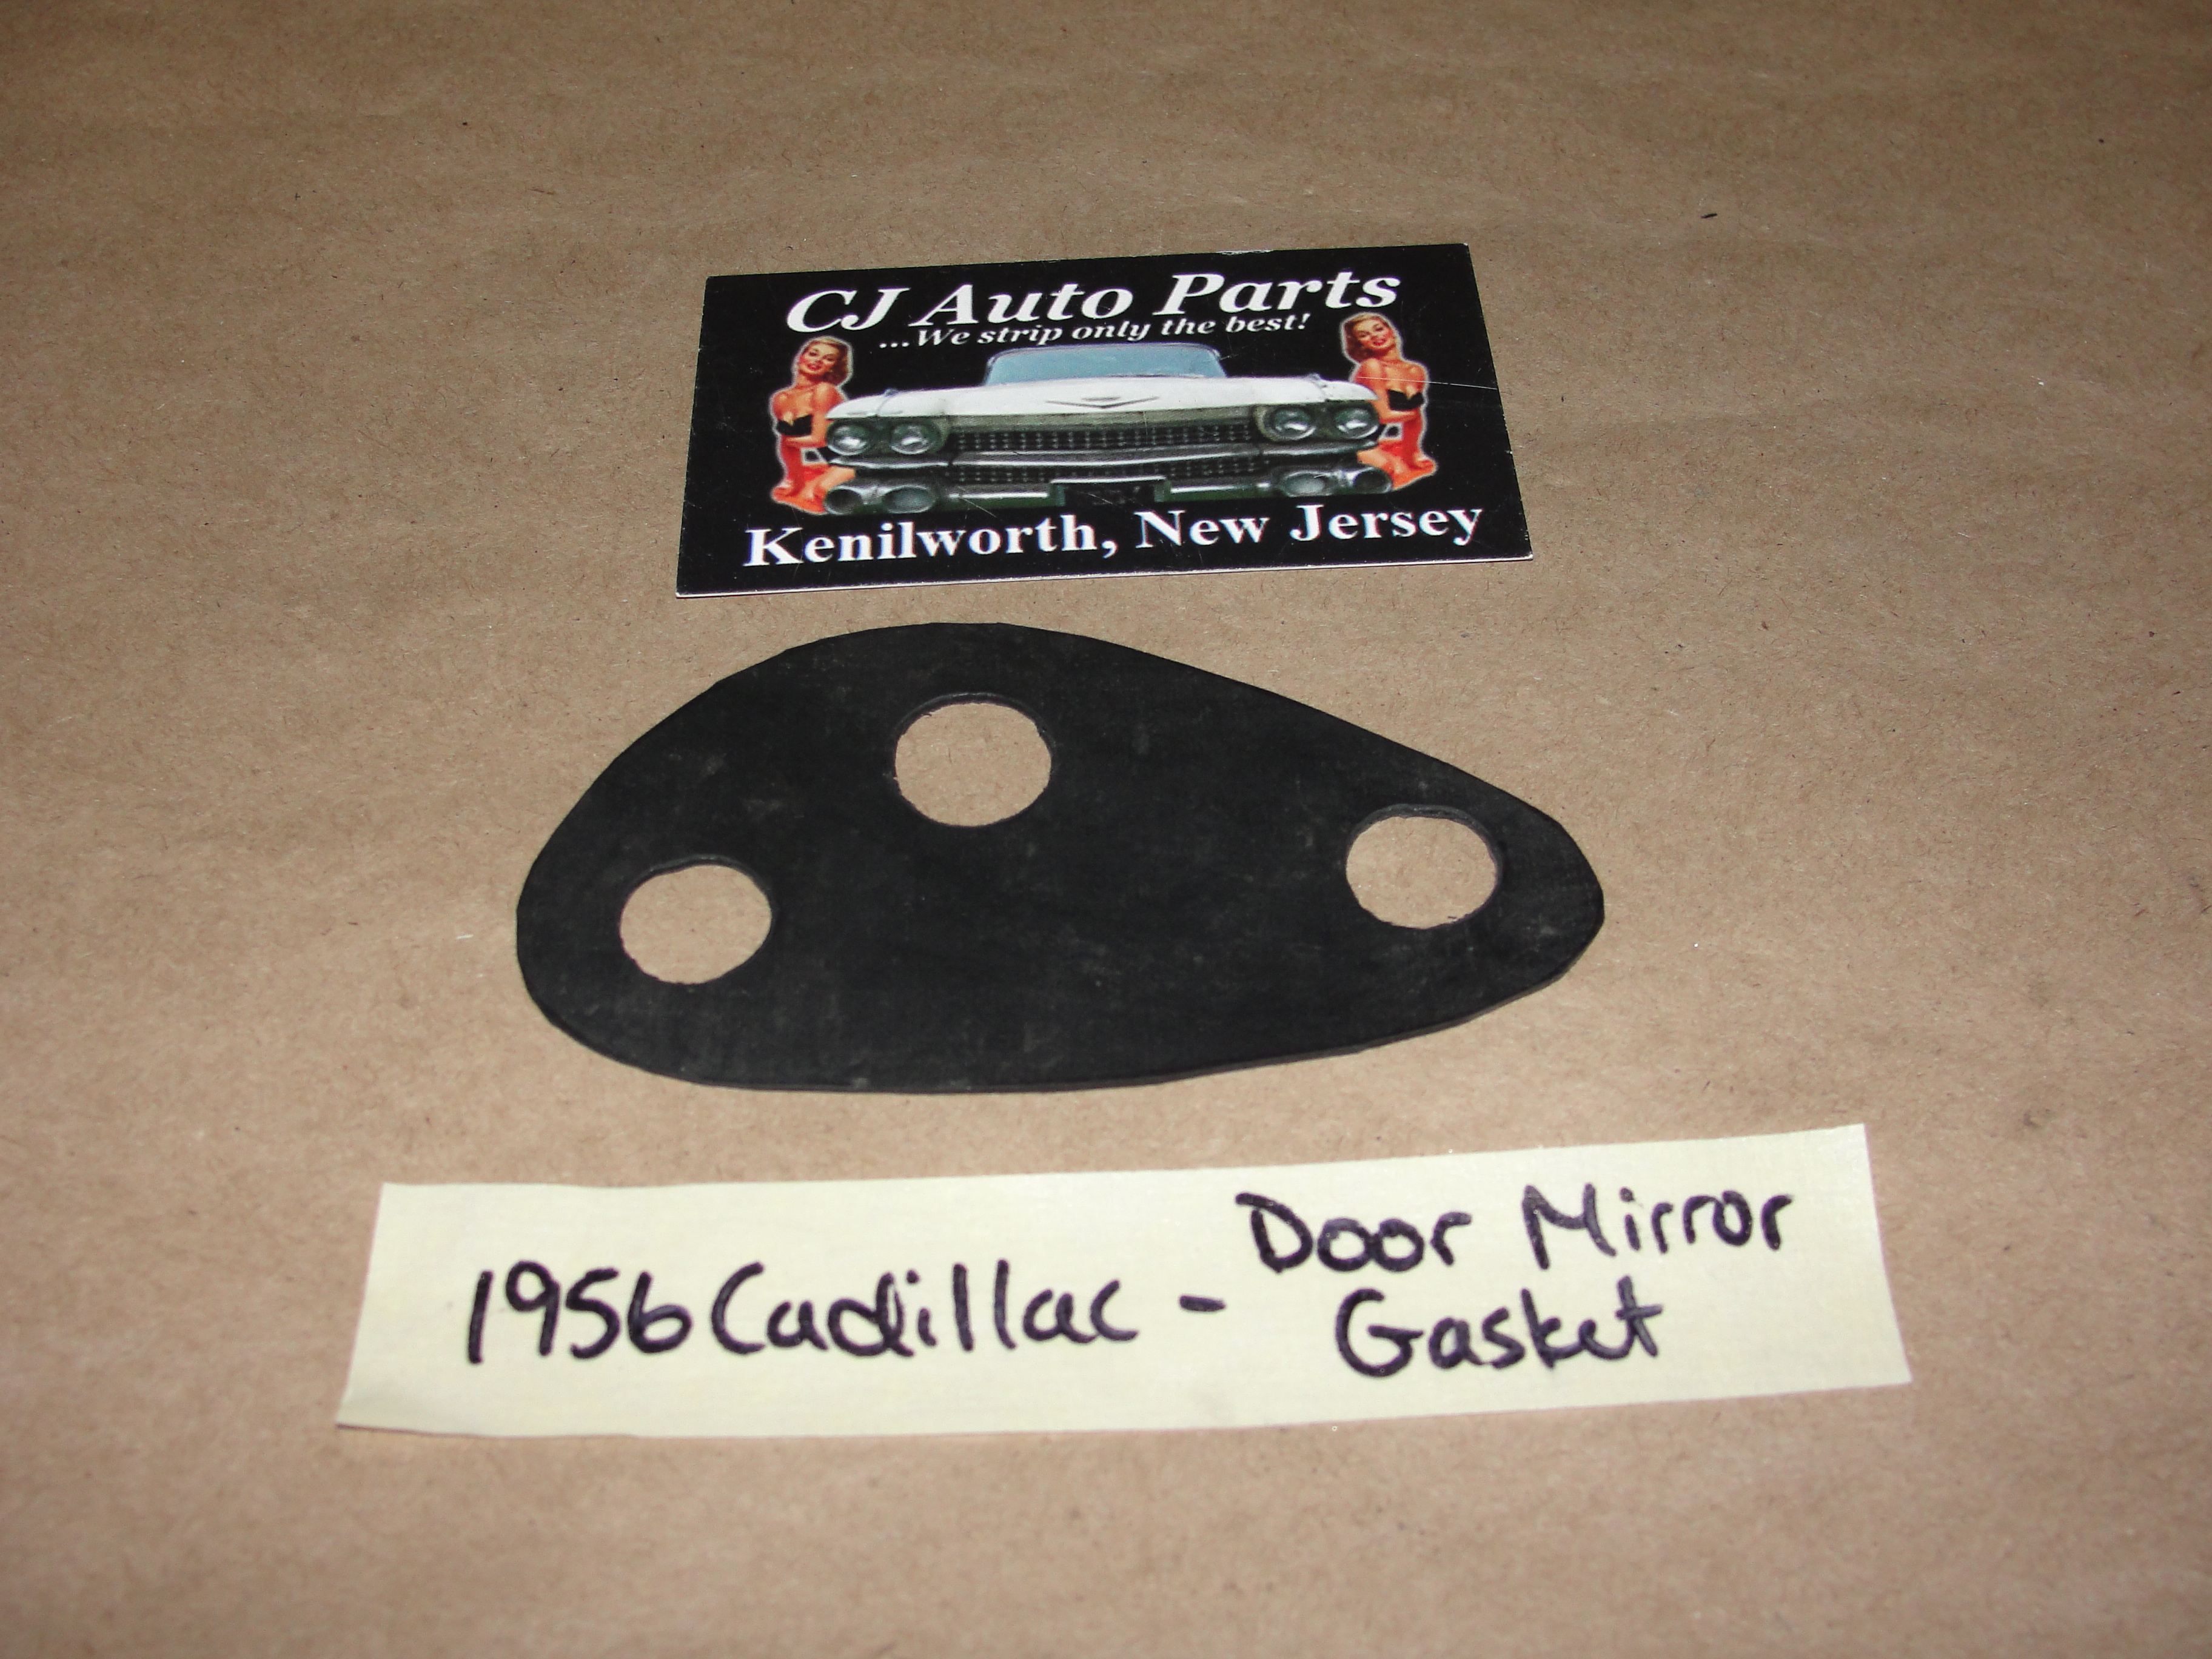 CJ Auto Parts
...We strip only the best!
Kenilworth, New Jersey
1956 Cadillac - Door Mirror
Gasket